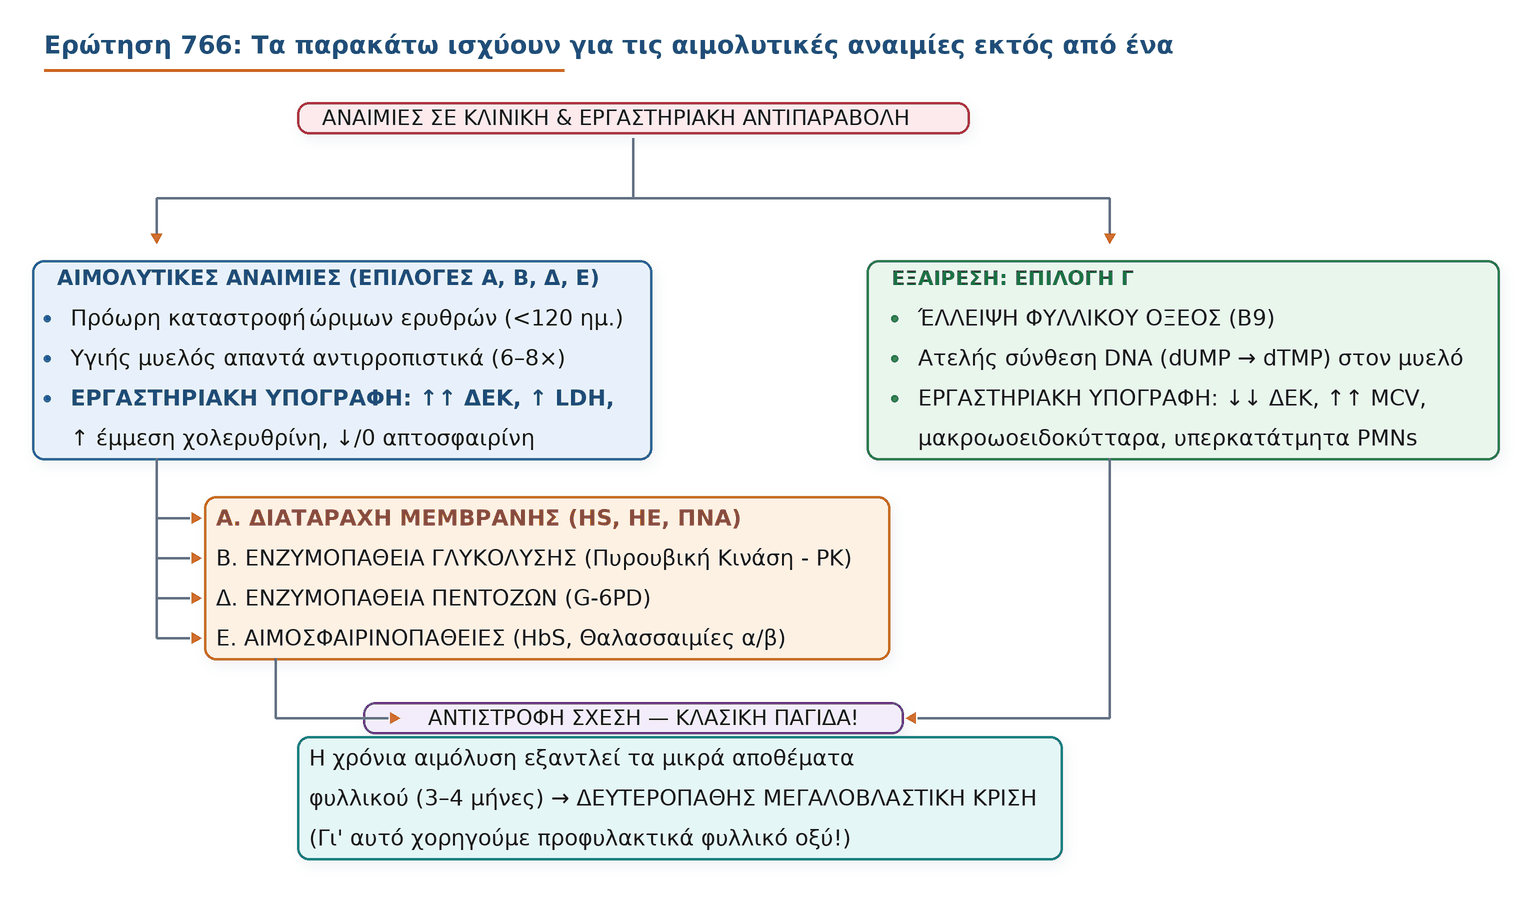 Ερώτηση 766: Τα παρακάτω ισχύουν για τις αιμολυτικές αναιμίες εκτός από ένα
ΑΝΑΙΜΙΕΣ ΣΕ ΚΛΙΝΙΚΗ & ΕΡΓΑΣΤΗΡΙΑΚΗ ΑΝΤΙΠΑΡΑΒΟΛΗ
ΑΙΜΟΛΥΤΙΚΕΣ ΑΝΑΙΜΙΕΣ (ΕΠΙΛΟΓΕΣ Α, Β, Δ, Ε)
• Πρόωρη καταστροφή ώριμων ερυθρών (<120 ημ.)
• Υγιής μυελός απαντά αντιρροπιστικά (6–8×)
• ΕΡΓΑΣΤΗΡΙΑΚΗ ΥΠΟΓΡΑΦΗ: ↑↑ ΔΕΚ, ↑ LDH,
↑ έμμεση χολερυθρίνη, ↓/0 απτοσφαιρίνη
ΕΞΑΙΡΕΣΗ: ΕΠΙΛΟΓΗ Γ
• ΈΛΛΕΙΨΗ ΦΥΛΛΙΚΟΥ ΟΞΕΟΣ (Β9)
• Ατελής σύνθεση DNA (dUMP → dTMP) στον μυελό
• ΕΡΓΑΣΤΗΡΙΑΚΗ ΥΠΟΓΡΑΦΗ: ↓↓ ΔΕΚ, ↑↑ MCV,
μακροωοειδοκύτταρα, υπερκατάτμητα PMNs
Α. ΔΙΑΤΑΡΑΧΗ ΜΕΜΒΡΑΝΗΣ (HS, HE, ΠΝΑ)
Β. ΕΝΖΥΜΟΠΑΘΕΙΑ ΓΛΥΚΟΛΥΣΗΣ (Πυρουβική Κινάση - PK)
Δ. ΕΝΖΥΜΟΠΑΘΕΙΑ ΠΕΝΤΟΖΩΝ (G-6PD)
Ε. ΑΙΜΟΣΦΑΙΡΙΝΟΠΑΘΕΙΕΣ (HbS, Θαλασσαιμίες α/β)
ΑΝΤΙΣΤΡΟΦΗ ΣΧΕΣΗ — ΚΛΑΣΙΚΗ ΠΑΓΙΔΑ!
Η χρόνια αιμόλυση εξαντλεί τα μικρά αποθέματα
φυλλικού (3–4 μήνες) → ΔΕΥΤΕΡΟΠΑΘΗΣ ΜΕΓΑΛΟΒΛΑΣΤΙΚΗ ΚΡΙΣΗ
(Γι' αυτό χορηγούμε προφυλακτικά φυλλικό οξύ!)